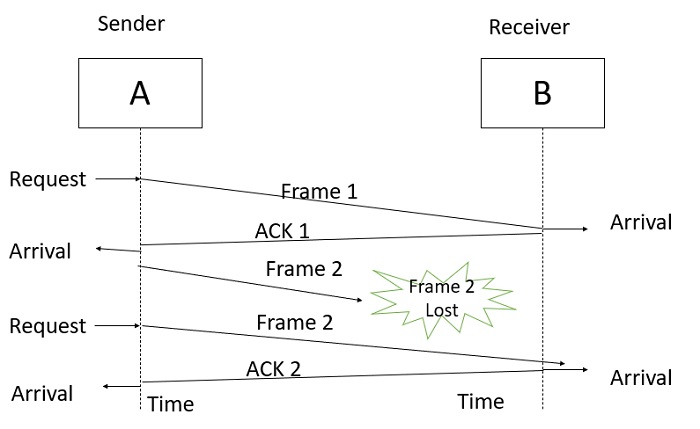 Sender
Receiver
A
B
Request
Frame 1
Arrival
ACK 1
Arrival
Frame 2
Frame 2
Lost
Request
Frame 2
ACK 2
Arrival
Arrival
Time
Time